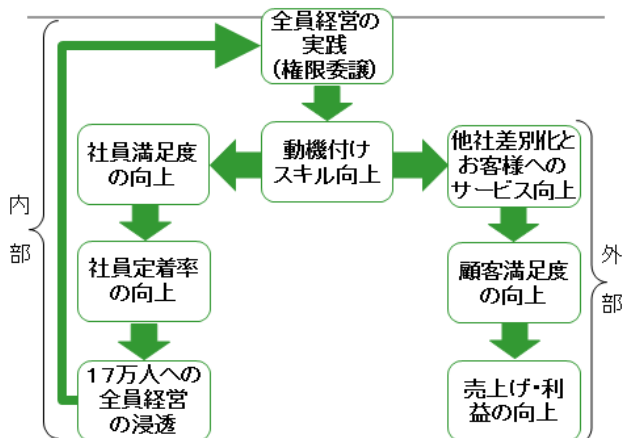 全員経営の
実践
(権限委譲)
動機付け
スキル向上
社員満足度
の向上
社員定着率
の向上
17万人への
全員経営
の浸透
他社差別化と
お客様への
サービス向上
顧客満足度
の向上
売上げ・利
益の向上
内
部
外
部